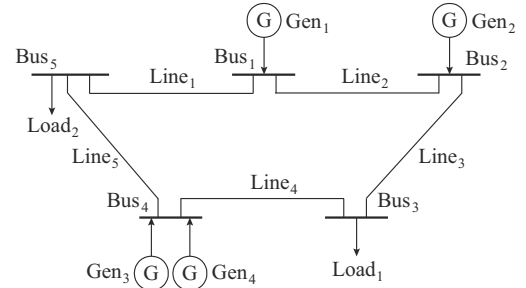 G Gen₁
G Gen₂
Bus₅
Bus₁
Bus₂
Line₁
Line₂
Load₂
Line₅
Line₃
Bus₄
Line₄
Bus₃
Gen₃ G G Gen₄
Load₁